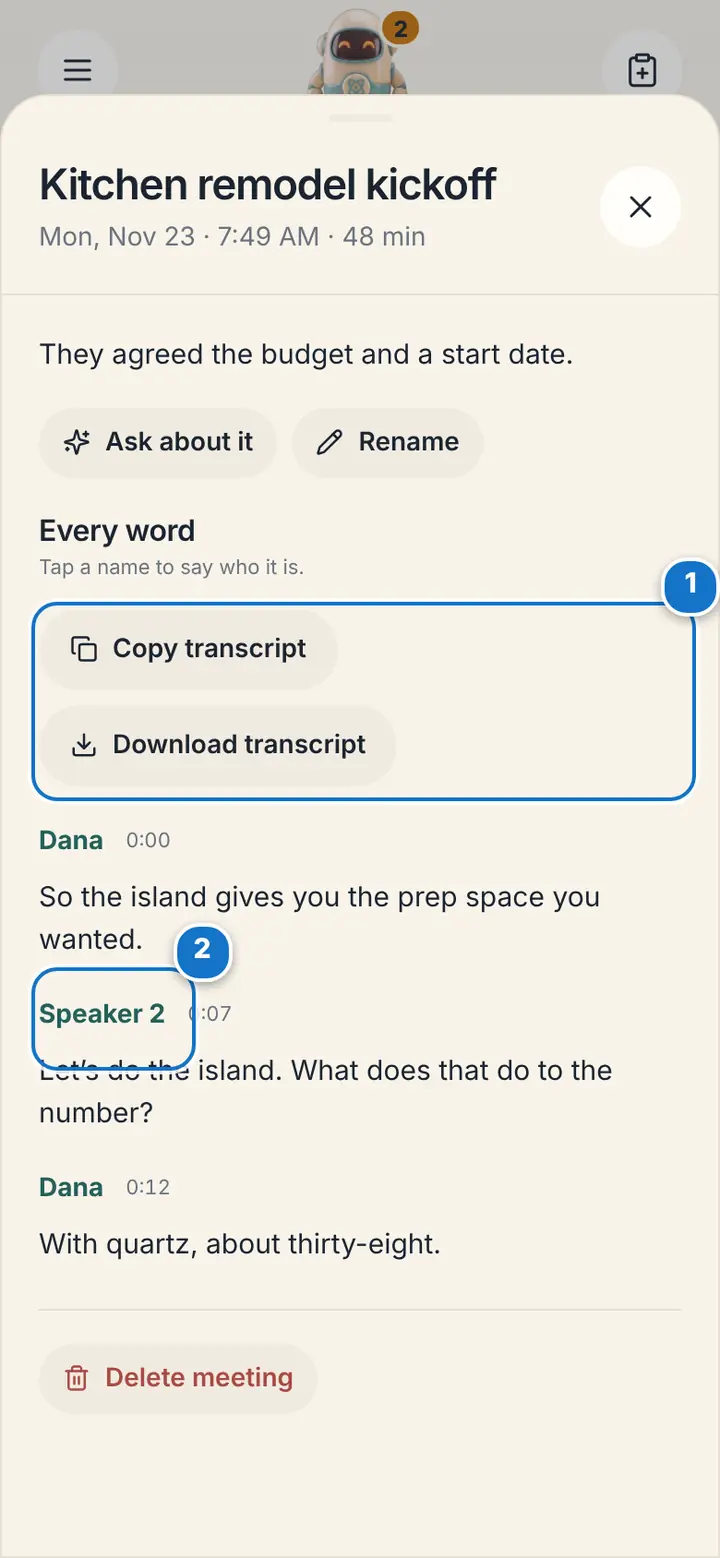 2
Kitchen remodel kickoff
Mon, Nov 23 · 7:49 AM · 48 min
They agreed the budget and a start date.
Ask about it
Rename
Every word
Tap a name to say who it is.
1
Copy transcript
Download transcript
Dana 0:00
So the island gives you the prep space you
wanted.
2
Speaker 2 0:07
Let's do the island. What does that do to the
number?
Dana 0:12
With quartz, about thirty-eight.
Delete meeting